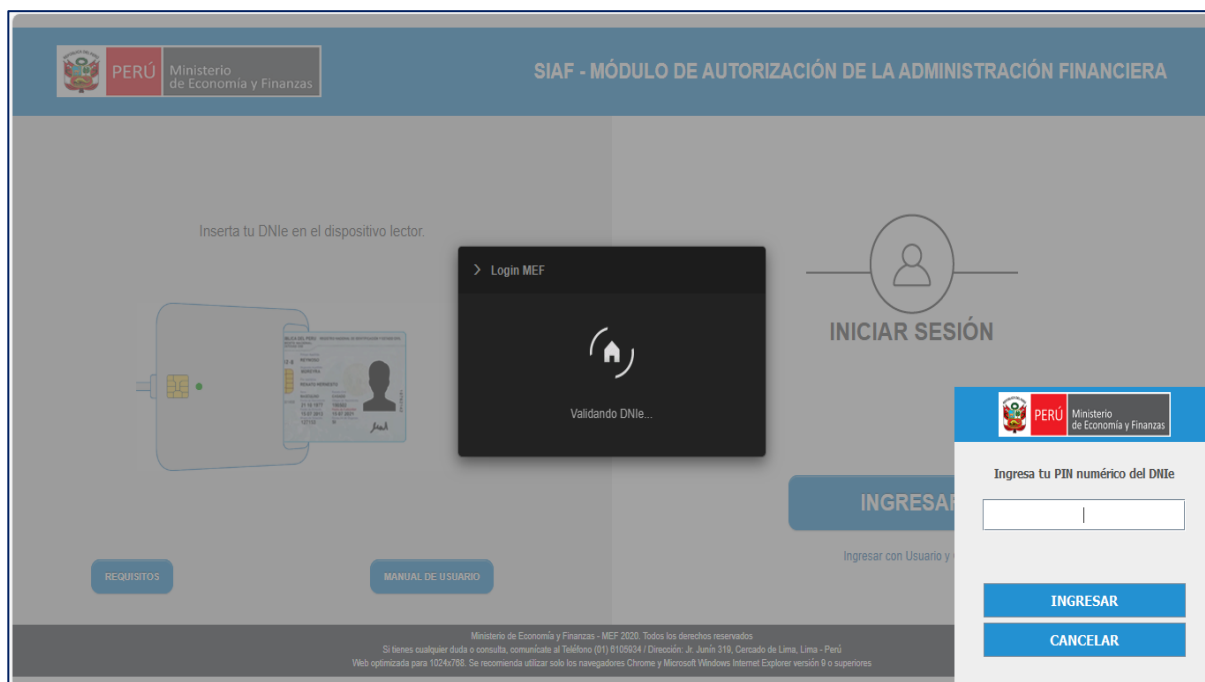 PERÚ
Ministerio
de Economía y Finanzas
SIAF - MÓDULO DE AUTORIZACIÓN DE LA ADMINISTRACIÓN FINANCIERA
Inserta tu DNIe en el dispositivo lector.
Login MEF
Validando DNIe...
INICIAR SESIÓN
INGRESAR
Ingresar con Usuario y
REQUISITOS
MANUAL DE USUARIO
PERÚ
Ministerio
de Economía y Finanzas
Ingresa tu PIN numérico del DNIe
INGRESAR
CANCELAR
Ministerio de Economía y Finanzas - MEF 2020. Todos los derechos reservados
Si tienes cualquier duda o consulta, comunícate al Teléfono (01) 6105934 / Dirección: Jr. Junín 319, Cercado de Lima, Lima - Perú
Web optimizada para 1024x768. Se recomienda utilizar solo los navegadores Chrome y Microsoft Windows Internet Explorer versión 9 o superiores